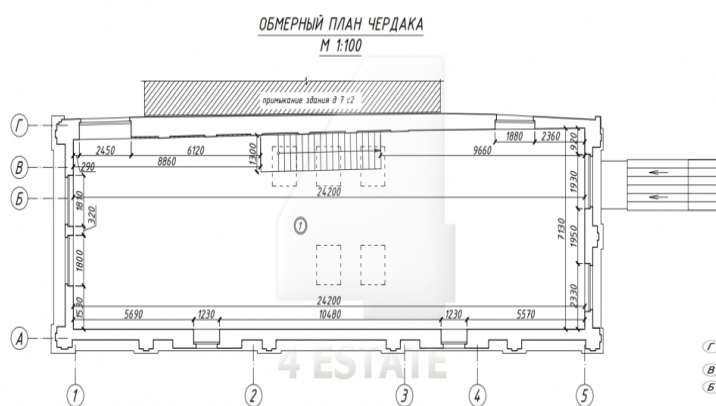 ОБМЕРНЫЙ ПЛАН ЧЕРДАКА
М 1:100
примыкание здания д 7 с2
Г
2450 6120 1300 1880 2360 920
В
290 8860 9660
Б
1810 24200 1930
320
1 7130 1950
1800
24200
1530 5690 1230 10480 1230 5570 2330
А
4 ESTATE
1 2 3 4 5
Г
В
Б